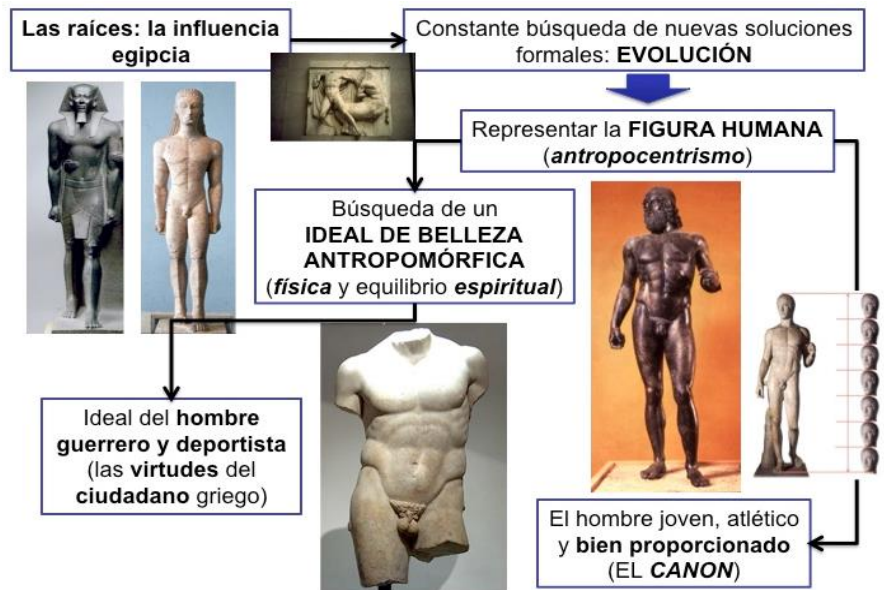 Las raíces: la influencia
egipcia
Constante búsqueda de nuevas soluciones
formales: EVOLUCIÓN
Representar la FIGURA HUMANA
(antropocentrismo)
Búsqueda de un
IDEAL DE BELLEZA
ANTROPOMÓRFICA
(física y equilibrio espiritual)
Ideal del hombre
guerrero y deportista
(las virtudes del
ciudadano griego)
El hombre joven, atlético
y bien proporcionado
(EL CANON)